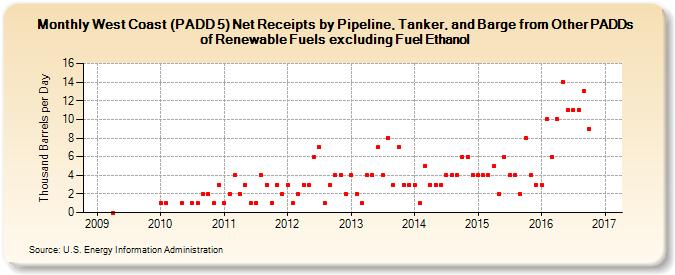 Monthly West Coast (PADD 5) Net Receipts by Pipeline, Tanker, and Barge from Other PADDs
of Renewable Fuels excluding Fuel Ethanol
Thousand Barrels per Day
16
14
12
10
8
6
4
2
0
2009 2010 2011 2012 2013 2014 2015 2016 2017
Source: U.S. Energy Information Administration